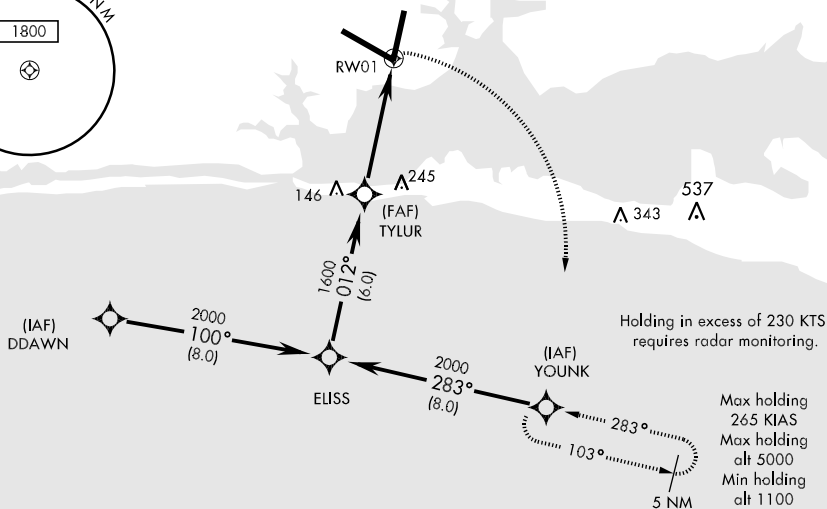 NM
1800
RW01
146
245
(FAF)
TYLUR
343
537
1600
012°
(6.0)
(IAF)
DDAWN
2000
100°
(8.0)
ELISS
2000
283°
(8.0)
(IAF)
YOUNK
Holding in excess of 230 KTS
requires radar monitoring.
283°
103°
5 NM
Max holding
265 KIAS
Max holding
alt 5000
Min holding
alt 1100